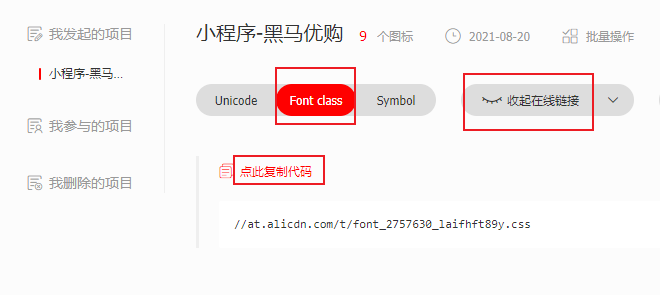 我发起的项目
小程序-黑马...
我参与的项目
我删除的项目
小程序-黑马优购 9 个图标 2021-08-20 批量操作
Unicode Font class Symbol 收起在线链接
点此复制代码
//at.alicdn.com/t/font_2757630_laifhft89y.css